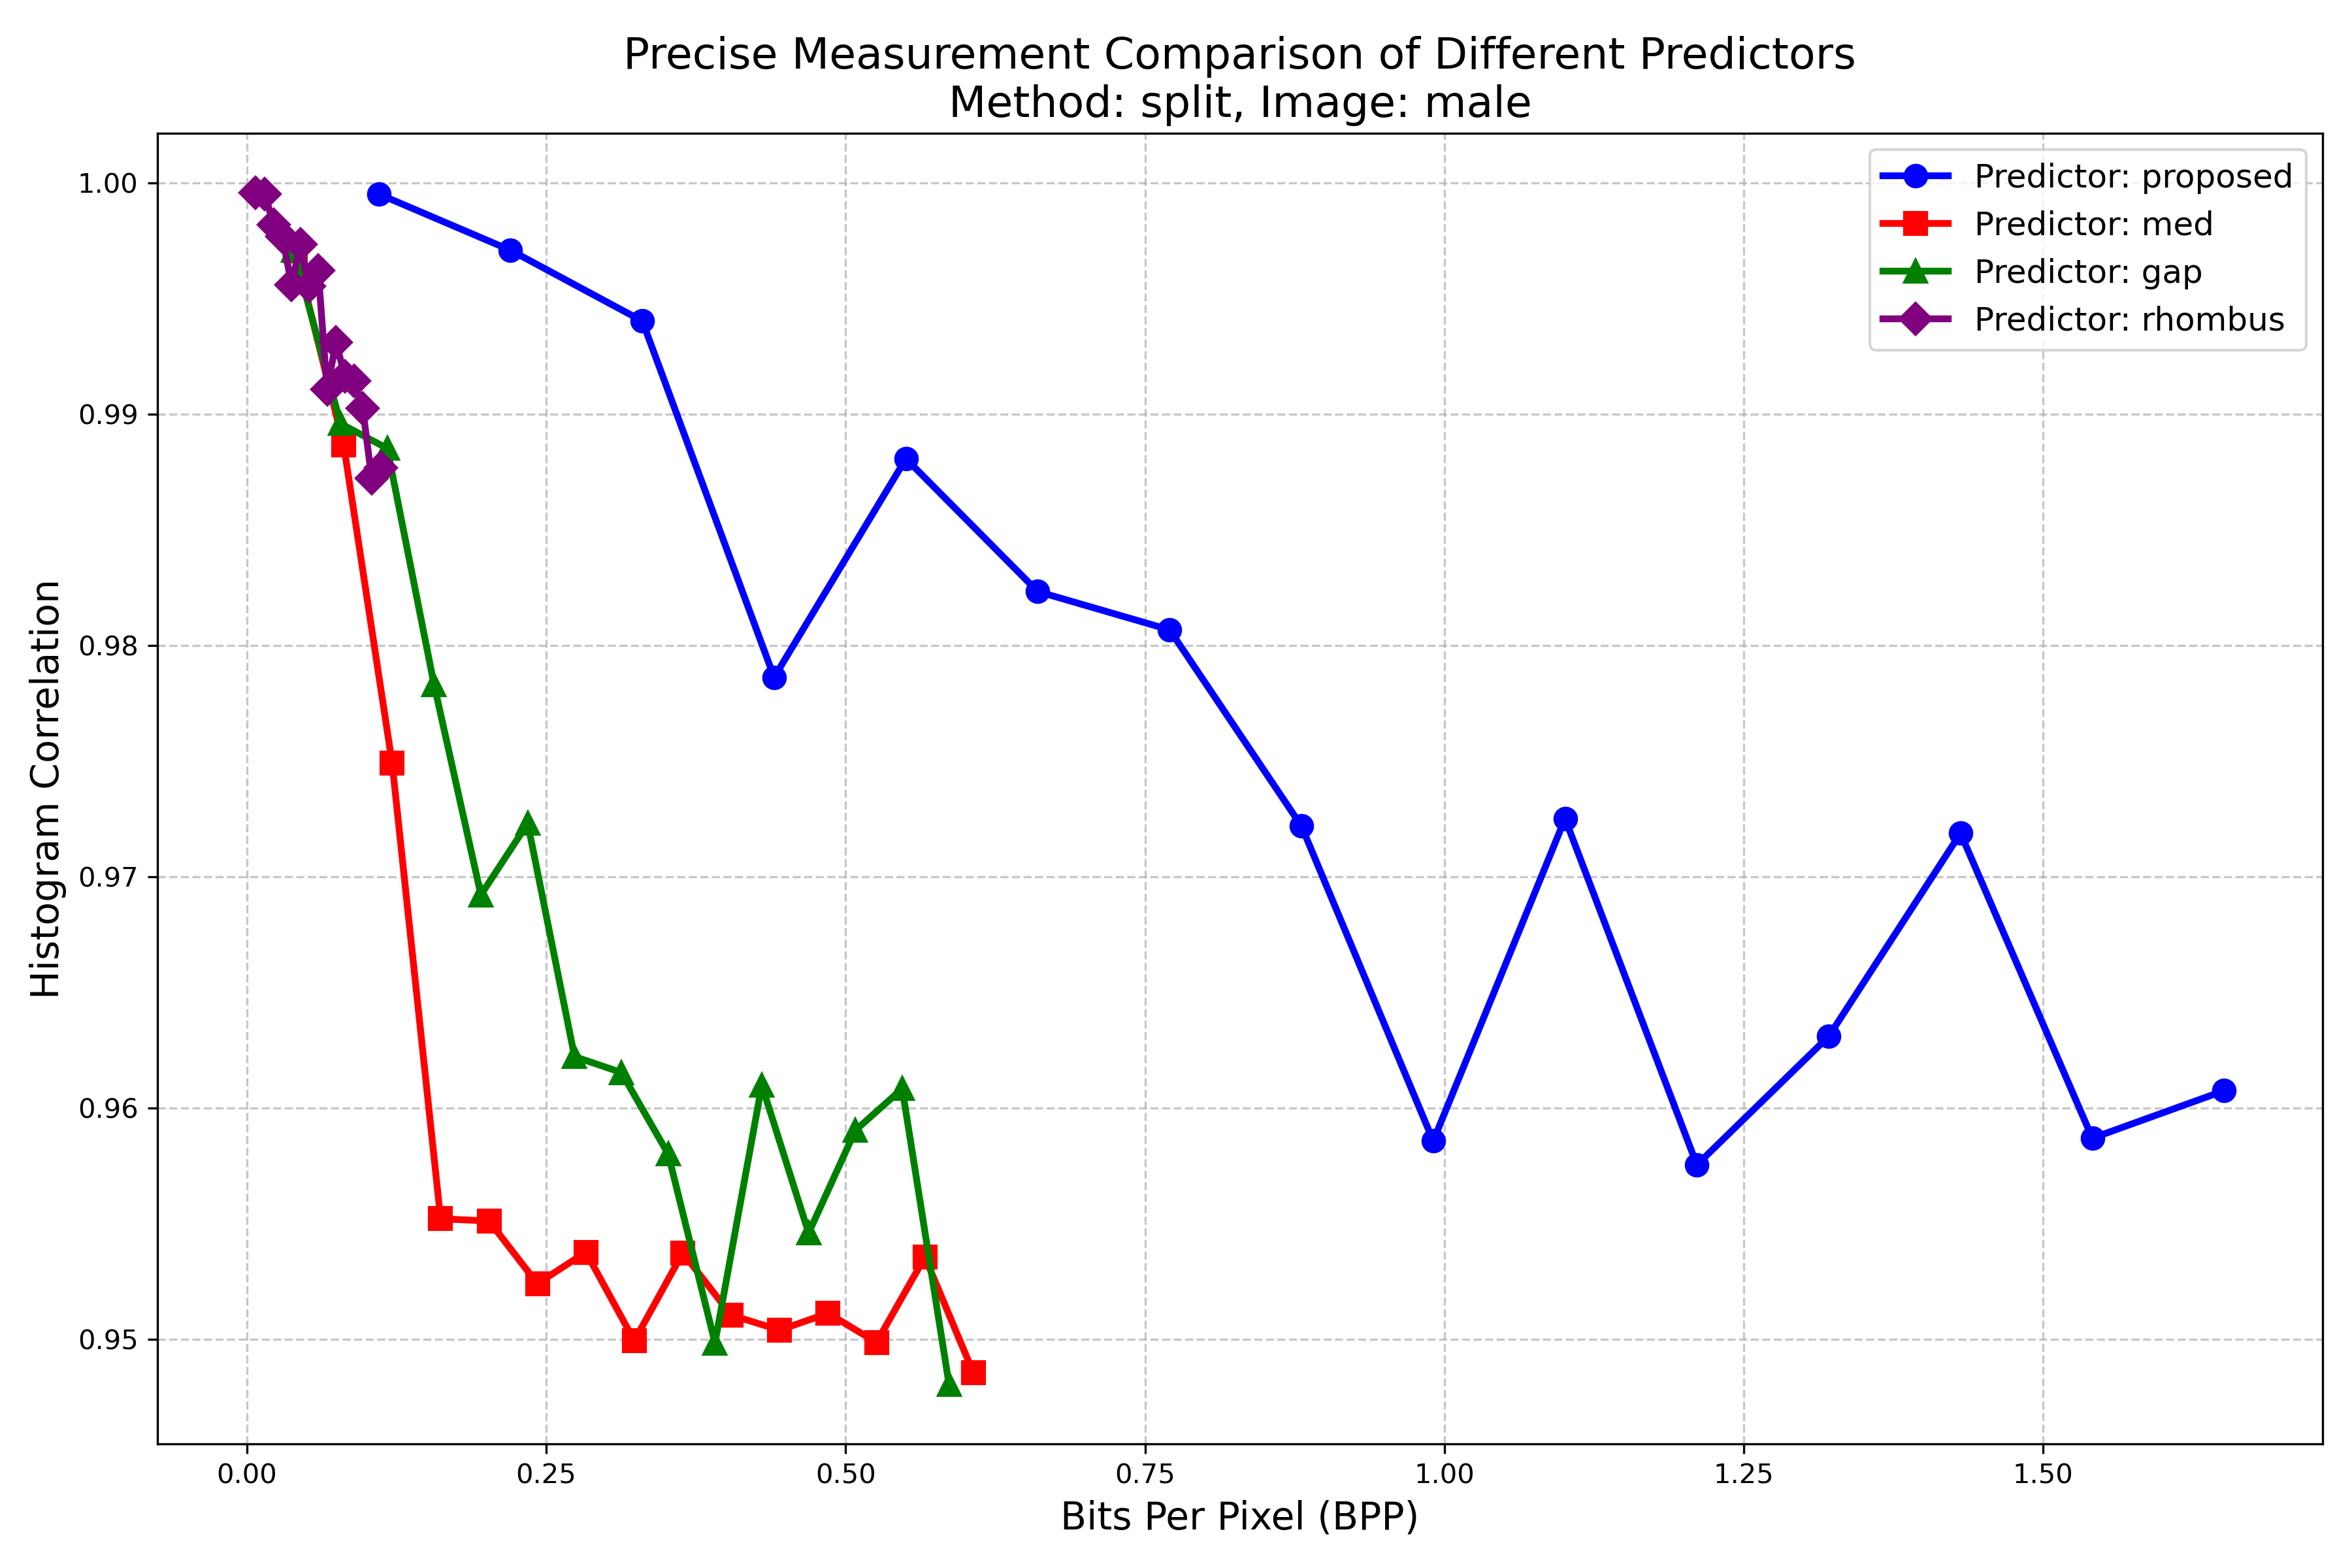 Precise Measurement Comparison of Different Predictors
Method: split, Image: male
Predictor: proposed
Predictor: med
Predictor: gap
Predictor: rhombus
Histogram Correlation
1.00
0.99
0.98
0.97
0.96
0.95
0.00 0.25 0.50 0.75 1.00 1.25 1.50
Bits Per Pixel (BPP)